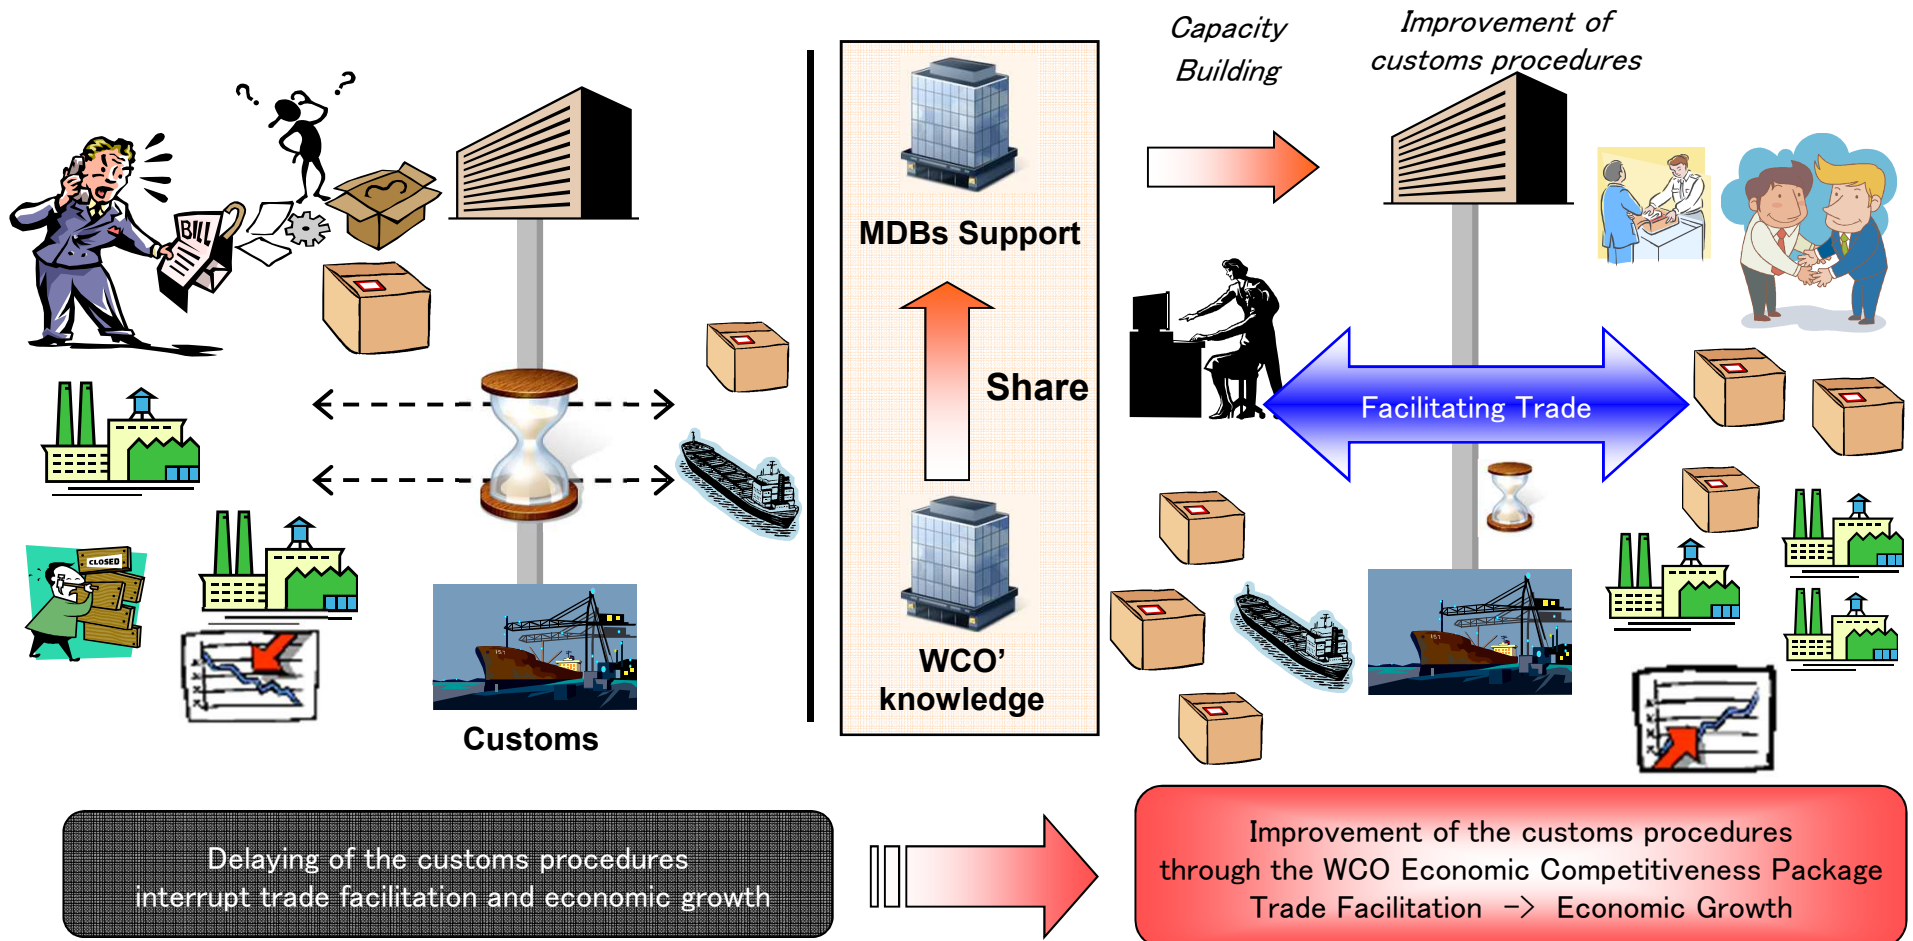 Capacity
Building
Improvement of
customs procedures
? ?
BILL
MDBs Support
Share
Facilitating Trade
CLOSED
WCO’
knowledge
Customs
Delaying of the customs procedures
interrupt trade facilitation and economic growth
Improvement of the customs procedures
through the WCO Economic Competitiveness Package
Trade Facilitation -> Economic Growth